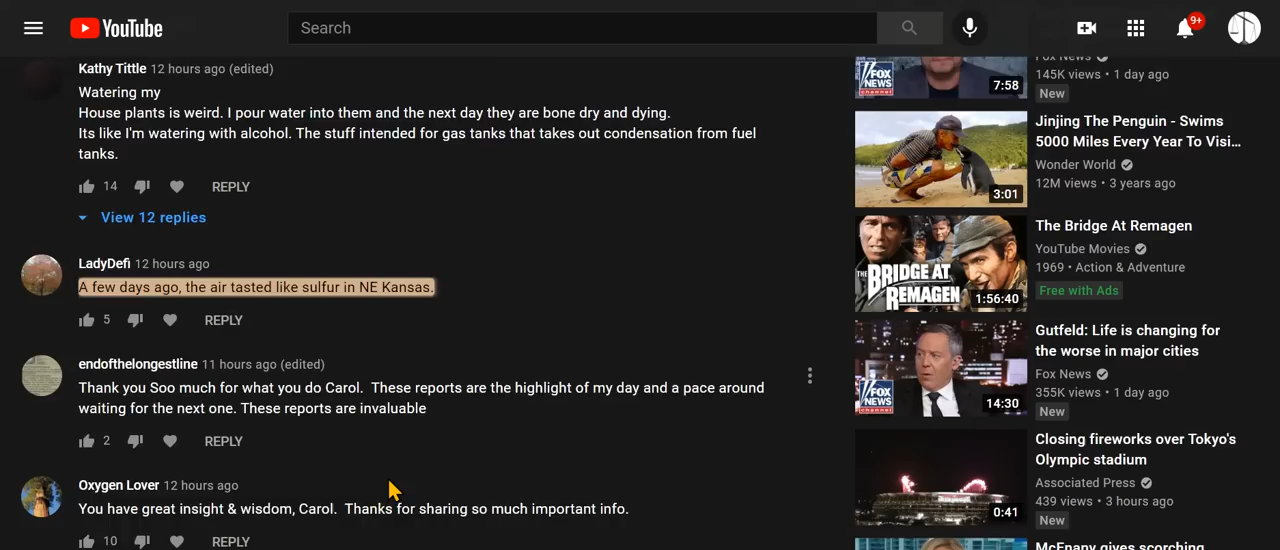 YouTube
Search
9+
Kathy Tittle 12 hours ago (edited)
Watering my
House plants is weird. I pour water into them and the next day they are bone dry and dying.
Its like I'm watering with alcohol. The stuff intended for gas tanks that takes out condensation from fuel
tanks.
14 REPLY
View 12 replies
LadyDefi 12 hours ago
A few days ago, the air tasted like sulfur in NE Kansas.
5 REPLY
endofthelongestline 11 hours ago (edited)
Thank you Soo much for what you do Carol. These reports are the highlight of my day and a pace around
waiting for the next one. These reports are invaluable
2 REPLY
Oxygen Lover 12 hours ago
You have great insight & wisdom, Carol. Thanks for sharing so much important info.
10 REPLY
FOX
NEWS
channel
7:58
Fox News
145K views • 1 day ago
New
3:01
Jinjing The Penguin - Swims
5000 Miles Every Year To Visi...
Wonder World
12M views • 3 years ago
THE
BRIDGE AT
REMAGEN
1:56:40
The Bridge At Remagen
YouTube Movies
1969 • Action & Adventure
Free with Ads
FOX
NEWS
channel
14:30
Gutfeld: Life is changing for
the worse in major cities
Fox News
355K views • 1 day ago
New
0:41
Closing fireworks over Tokyo's
Olympic stadium
Associated Press
439 views • 3 hours ago
New
McEnany gives scorching